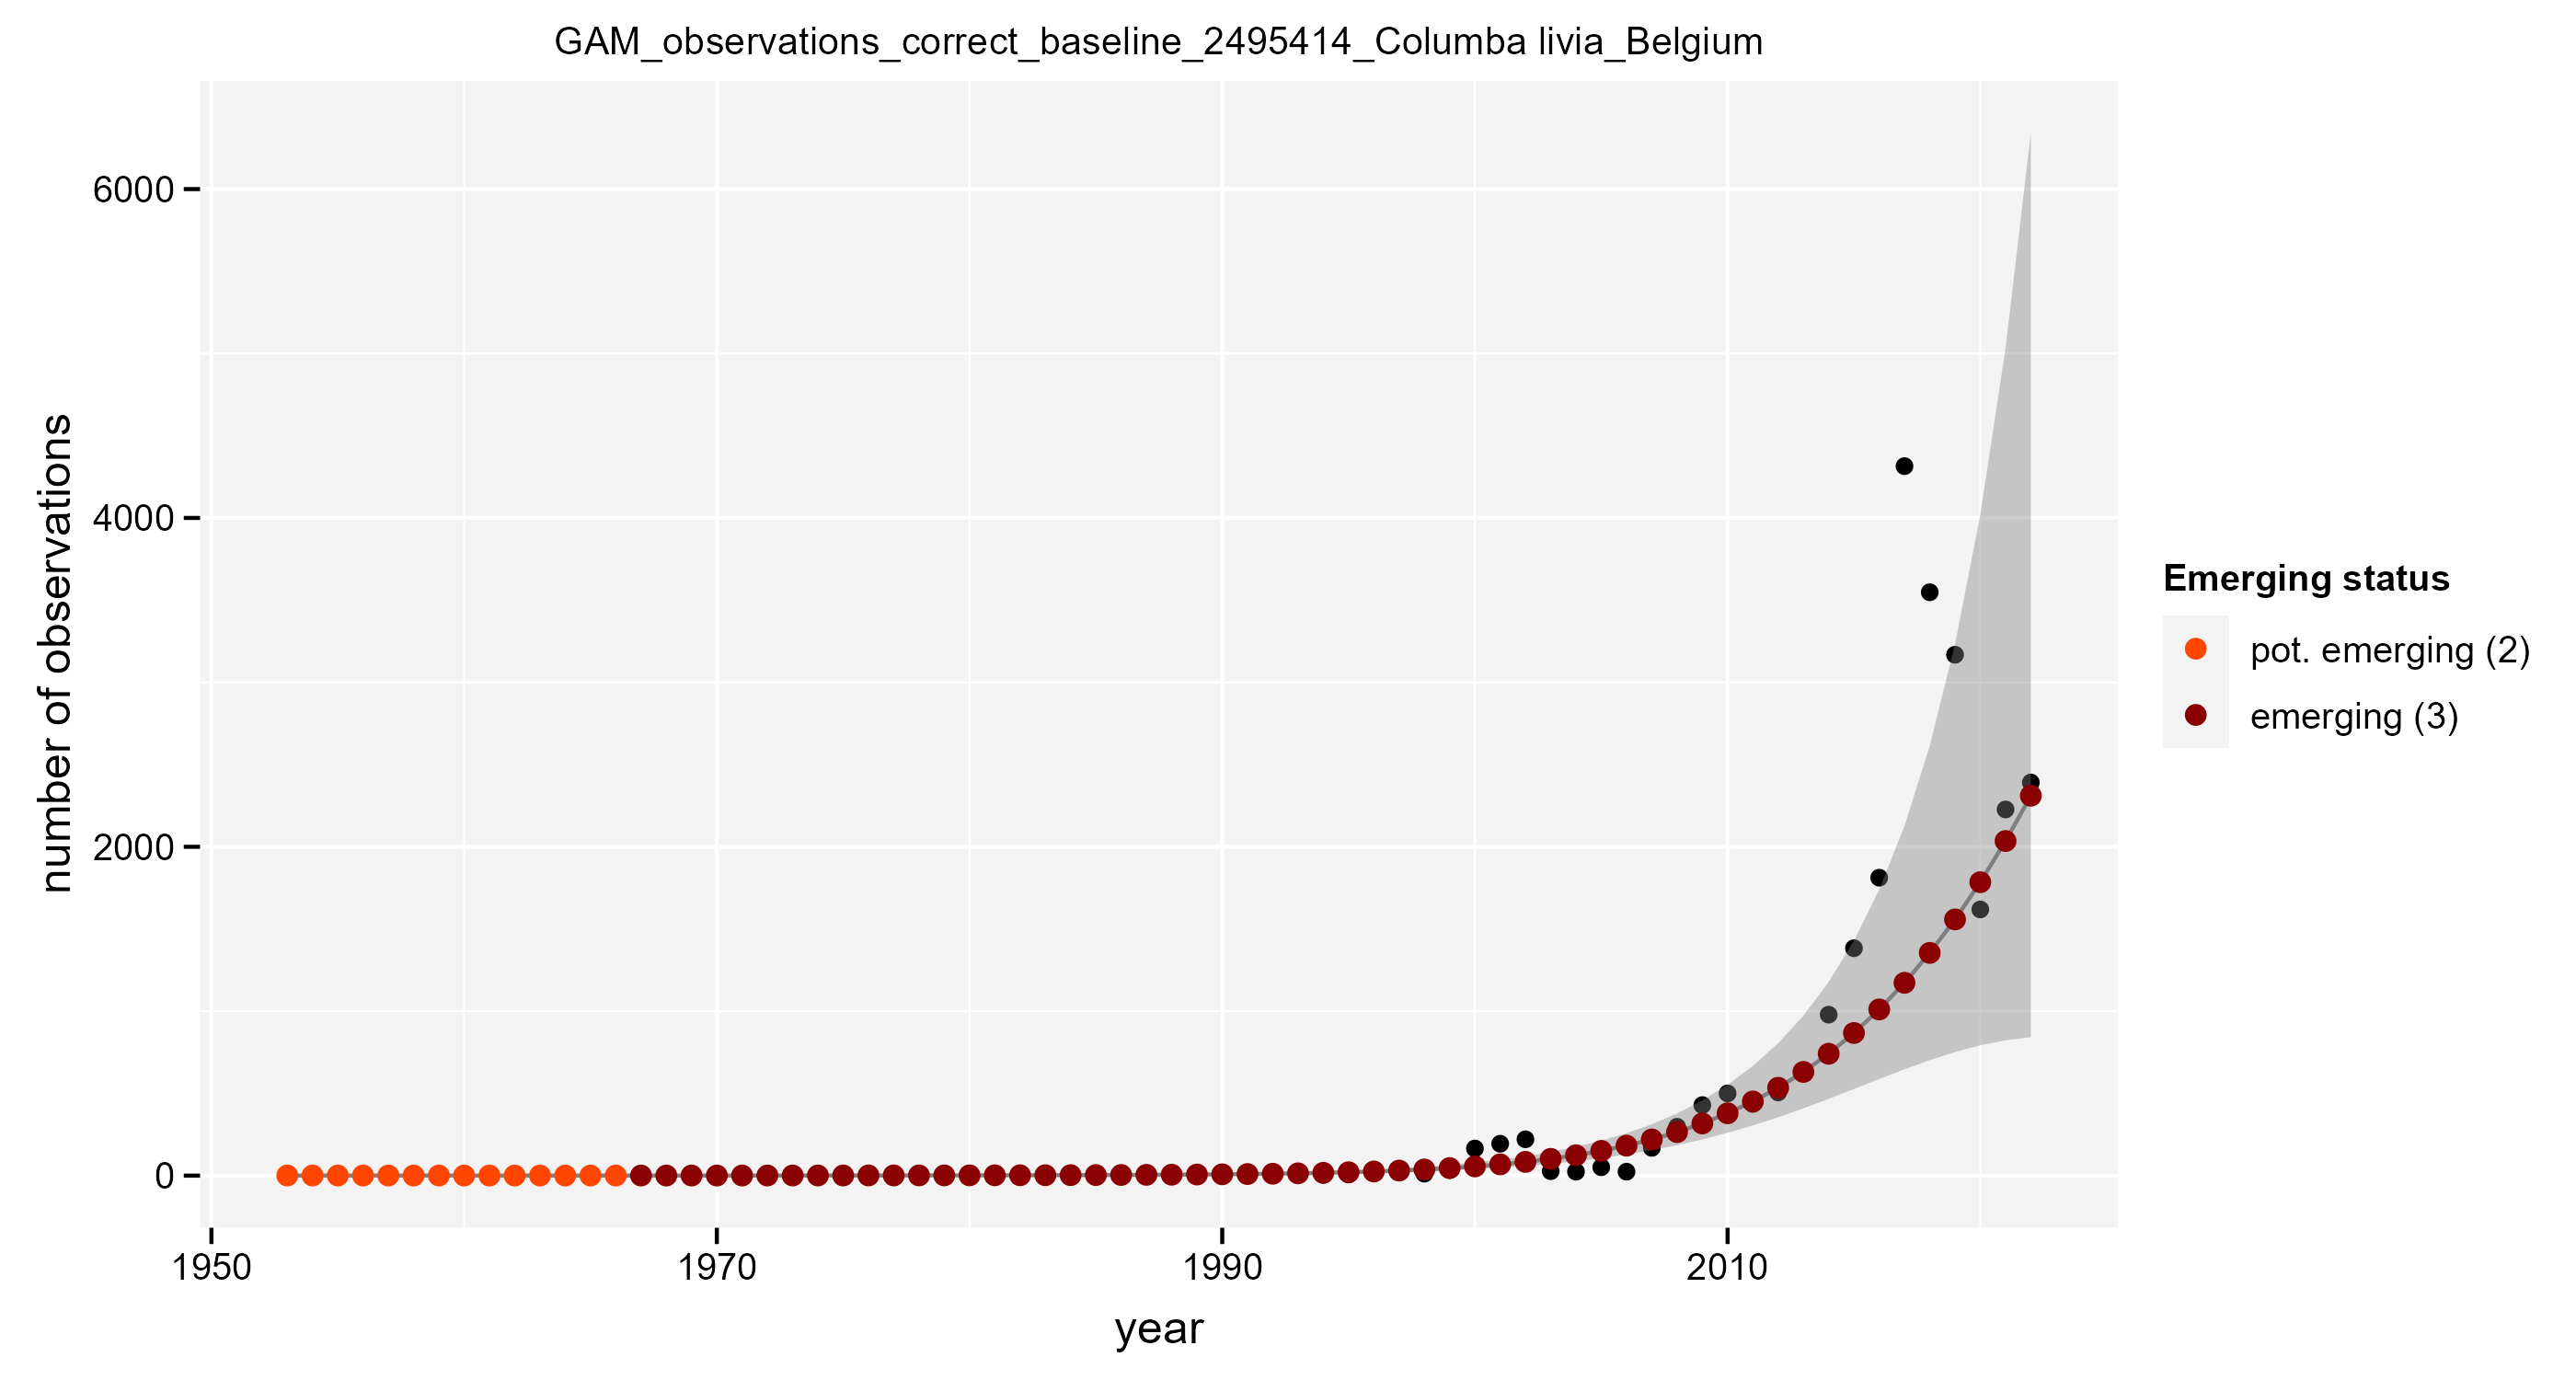 GAM_observations_correct_baseline_2495414_Columba livia_Belgium
number of observations
6000
4000
2000
0
1950
1970
1990
2010
year
Emerging status
pot. emerging (2)
emerging (3)